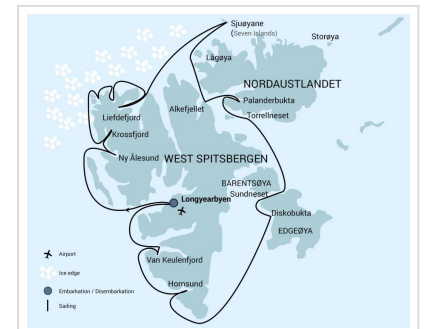 Sjuøyane
(Seven Islands)
Storøya
Lågøya
NORDAUSTLANDET
Palanderbukta
Alkefjellet
Torrellneset
Liefdefjord
Krossfjord
Ny Ålesund
WEST SPITSBERGEN
BARENTSØYA
Sundneset
Longyearbyen
Diskobukta
EDGEØYA
Airport
Van Keulenfjord
Ice edge
Hornsund
Embarkation / Disembarkation
Sailing